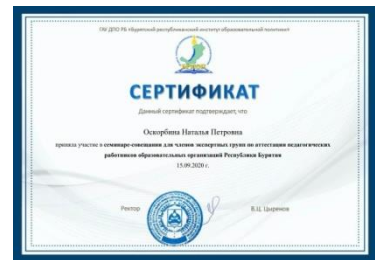 ГАУ ДПО РБ «Бурятский республиканский институт образовательной политики»
СЕРТИФИКАТ
Данный сертификат подтверждает, что
Оскорбина Наталья Петровна
приняла участие в семинаре-совещании для членов экспертных групп по аттестации педагогических
работников образовательных организаций Республики Бурятия
15.09.2020 г.
Ректор В.Ц. Цыренов